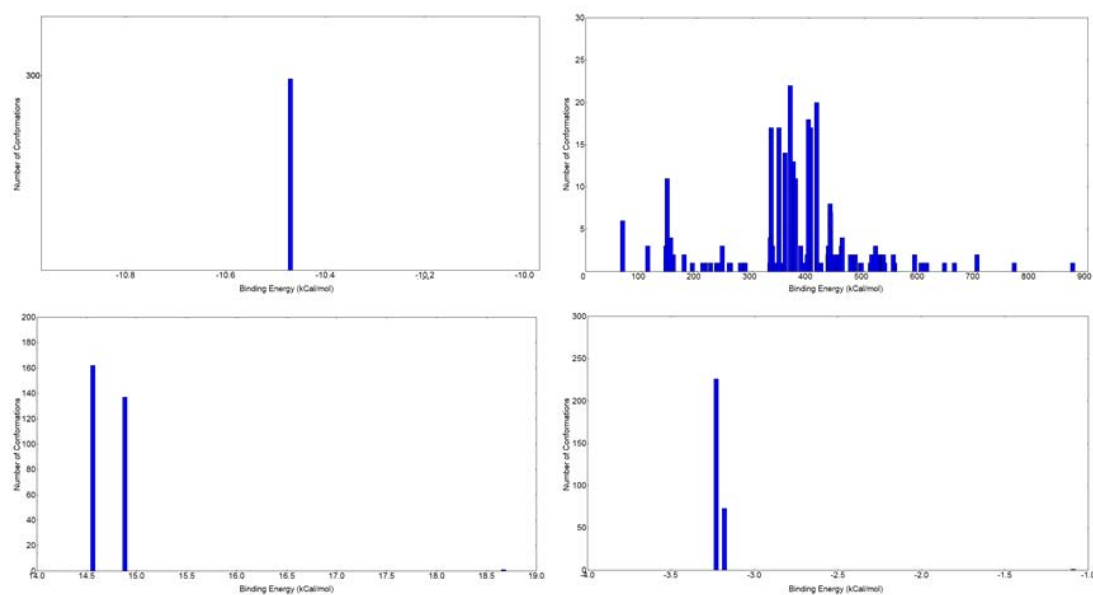 Number of Conformations
300
-10.8 -10.6 -10.4 -10.2 -10.0
Binding Energy (kCal/mol)
Number of Conformations
30
25
20
15
10
5
0 100 200 300 400 500 600 700 800 900
Binding Energy (kCal/mol)
Number of Conformations
200
180
160
140
120
100
80
60
40
20
0
14.0 14.5 15.0 15.5 16.0 16.5 17.0 17.5 18.0 18.5 19.0
Binding Energy (kCal/mol)
Number of Conformations
300
250
200
150
100
50
0
-4.0 -3.5 -3.0 -2.5 -2.0 -1.5 -1.0
Binding Energy (kCal/mol)